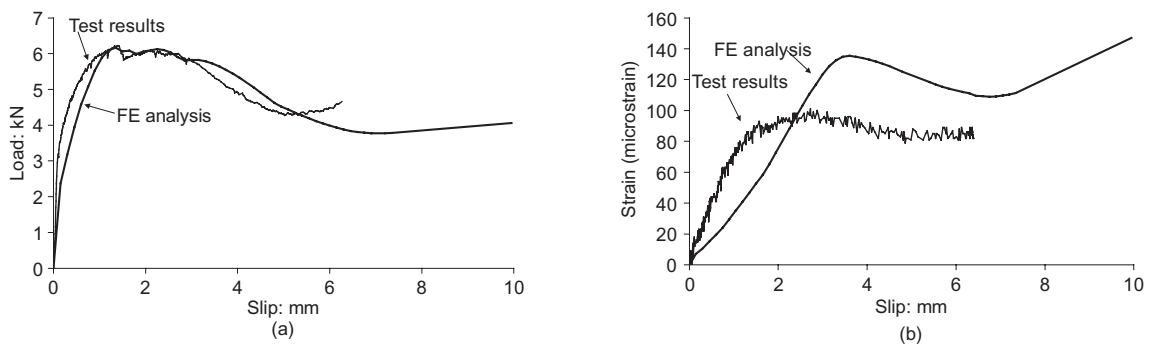 7
6
5
4
3
2
1
0
Load: kN
Test results
FE analysis
0 2 4 6 8 10
Slip: mm
(a)
160
140
120
100
80
60
40
20
0
Strain (microstrain)
FE analysis
Test results
0 2 4 6 8 10
Slip: mm
(b)